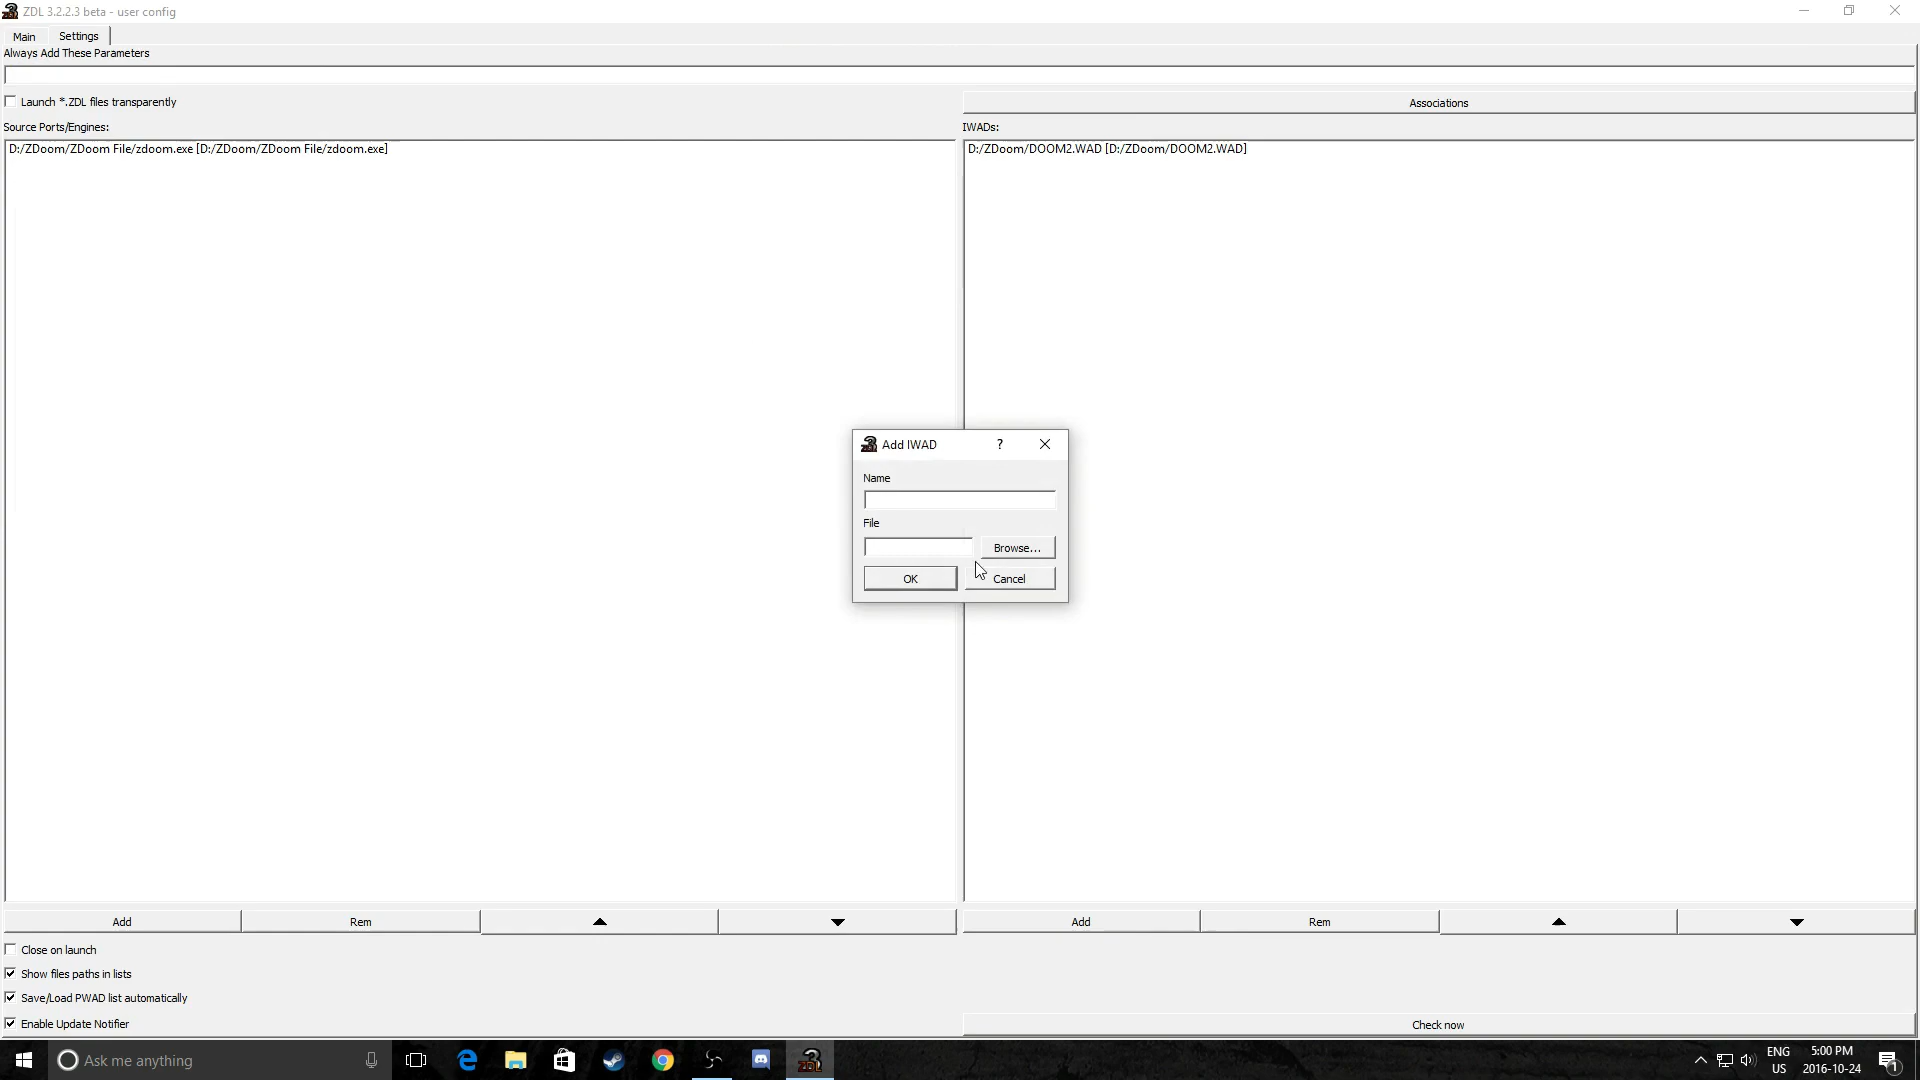 ZDL 3.2.2.3 beta - user config
Main
Settings
Always Add These Parameters
Launch *.ZDL files transparently
Associations
Source Ports/Engines:
IWADs:
D:/ZDoom/ZDoom File/zdoom.exe [D:/ZDoom/ZDoom File/zdoom.exe]
D:/ZDoom/DOOM2.WAD [D:/ZDoom/DOOM2.WAD]
Add IWAD
?
Name
File
Browse...
OK
Cancel
Add
Rem
Add
Rem
Close on launch
Show files paths in lists
Save/Load PWAD list automatically
Enable Update Notifier
Check now
Ask me anything
ENG
US
5:00 PM
2016-10-24
1